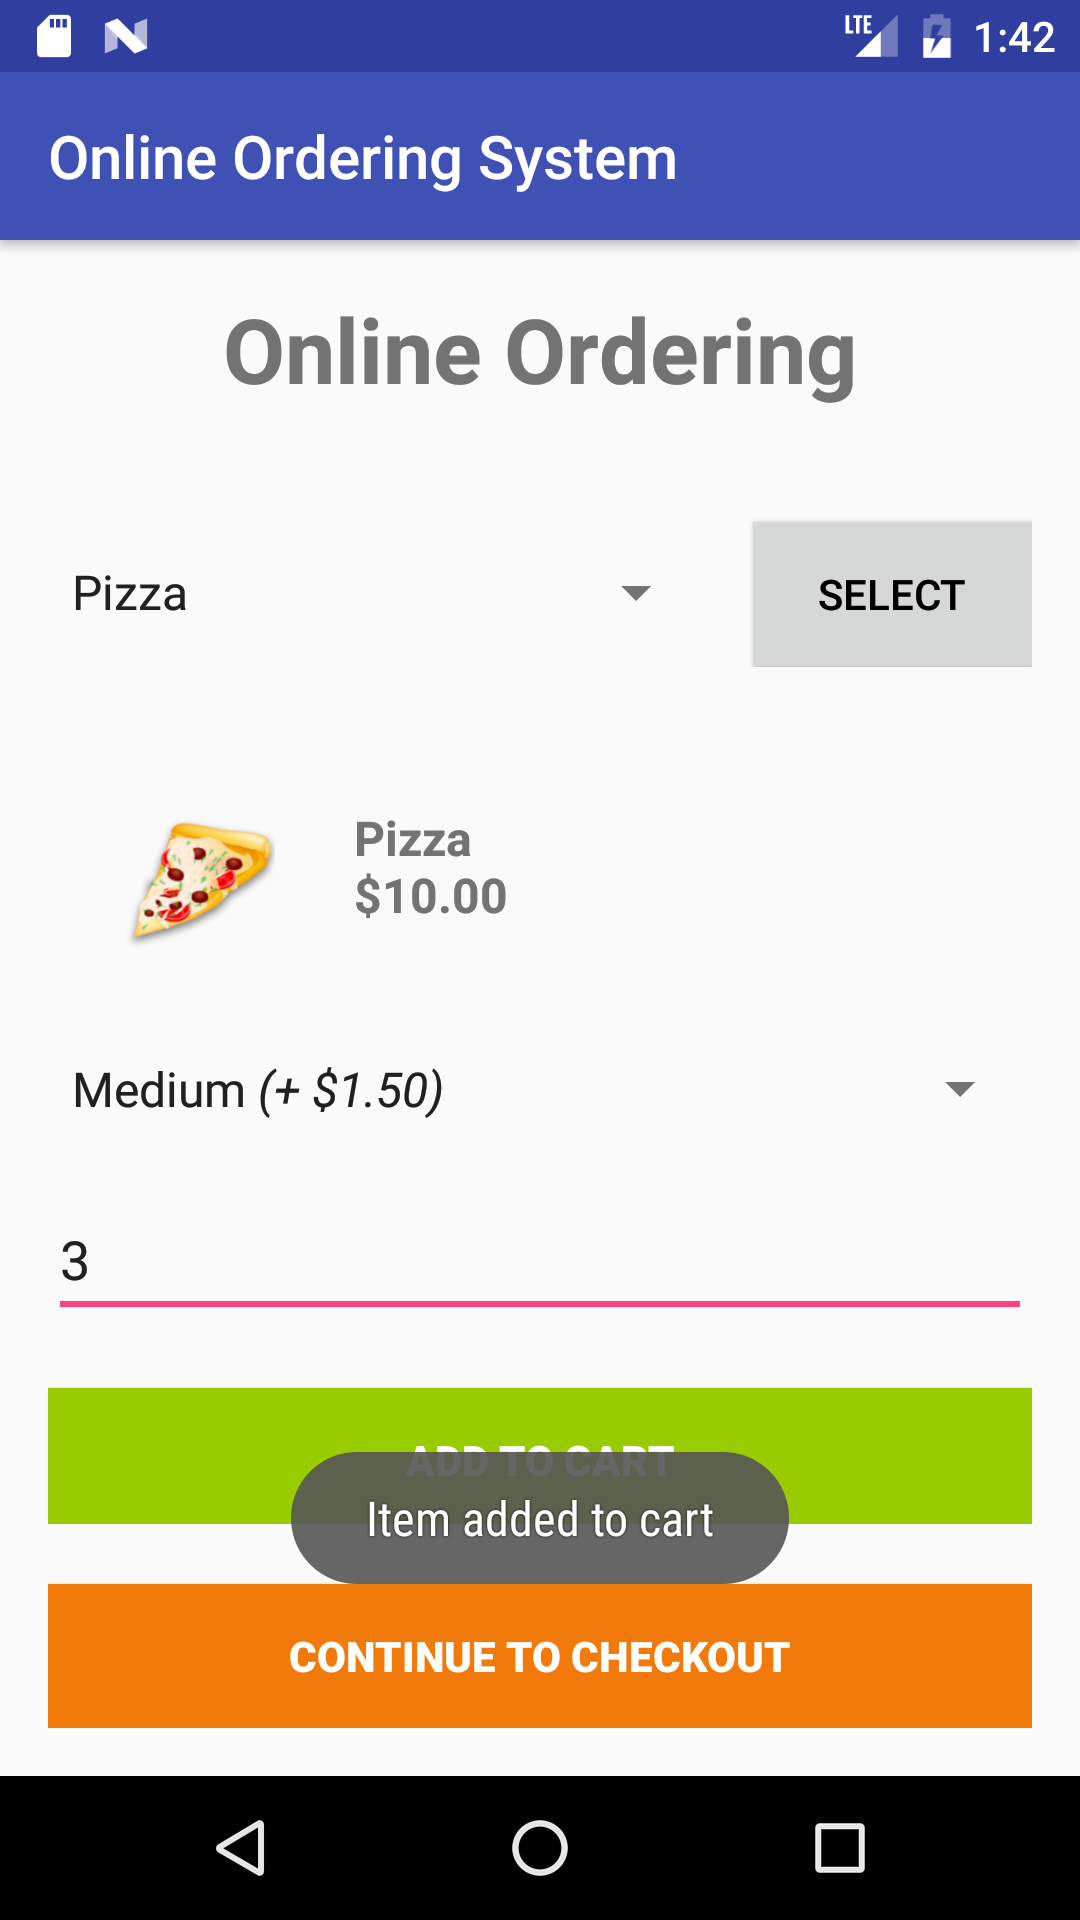 LTE 1:42
Online Ordering System
Online Ordering
Pizza
SELECT
Pizza
$10.00
Medium (+ $1.50)
3
ADD TO CART
Item added to cart
CONTINUE TO CHECKOUT